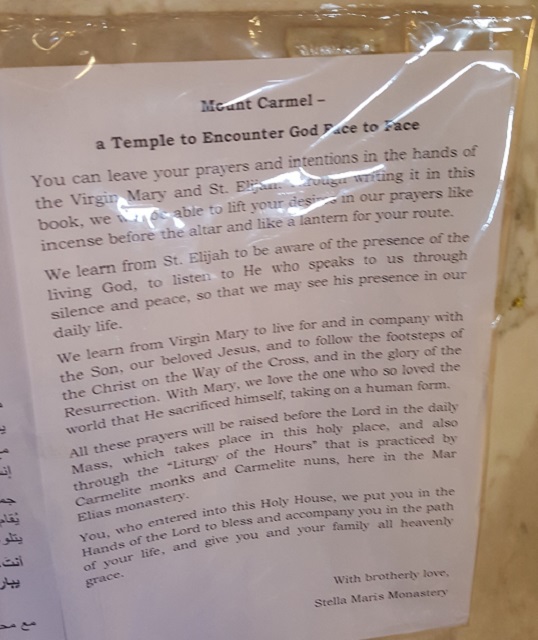 Mount Carmel –
a Temple to Encounter God Face to Face
You can leave your prayers and intentions in the hands of
the Virgin Mary and St. Elijah. Through writing it in this
book, we will be able to lift your desires in our prayers like
incense before the altar and like a lantern for your route.
We learn from St. Elijah to be aware of the presence of the
living God, to listen to He who speaks to us through
silence and peace, so that we may see his presence in our
daily life.
We learn from Virgin Mary to live for and in company with
the Son, our beloved Jesus, and to follow the footsteps of
the Christ on the Way of the Cross, and in the glory of the
Resurrection. With Mary, we love the one who so loved the
world that He sacrificed himself, taking on a human form.
All these prayers will be raised before the Lord in the daily
Mass, which takes place in this holy place, and also
through the "Liturgy of the Hours" that is practiced by
Carmelite monks and Carmelite nuns, here in the Mar
Elias monastery.
You, who entered into this Holy House, we put you in the
Hands of the Lord to bless and accompany you in the path
of your life, and give you and your family all heavenly
grace.
With brotherly love,
Stella Maris Monastery